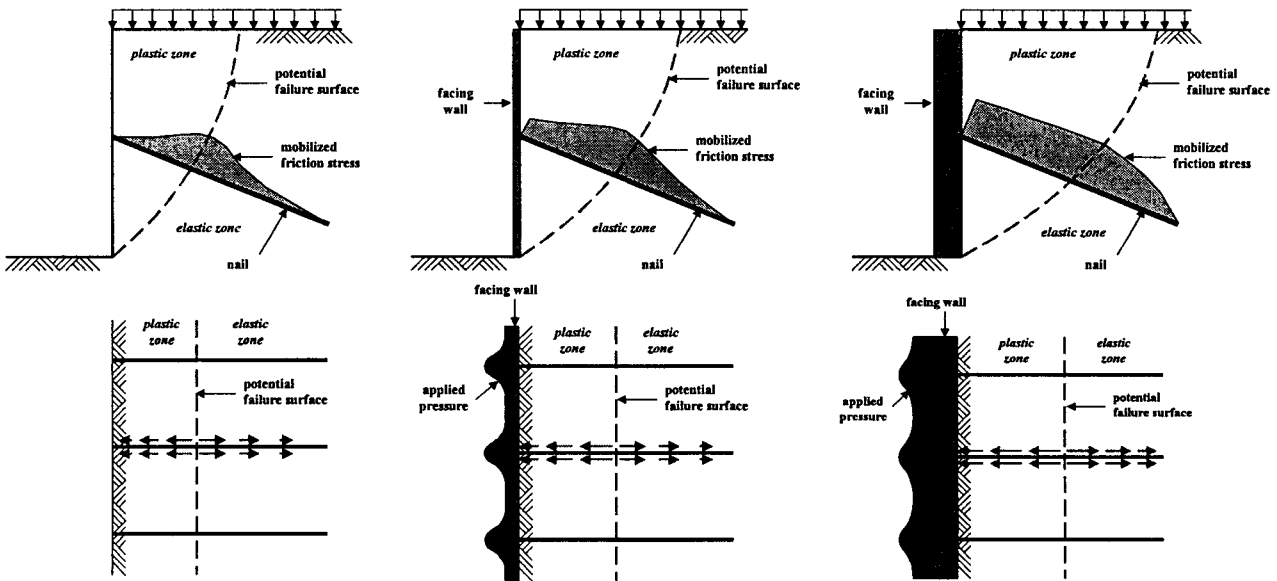 plastic zone
potential
failure surface
mobilized
friction stress
elastic zone
nail
facing
wall
plastic zone
potential
failure surface
mobilized
friction stress
elastic zone
nail
facing
wall
plastic zone
potential
failure surface
mobilized
friction stress
elastic zone
nail
plastic
zone
elastic
zone
potential
failure surface
facing wall
plastic
zone
elastic
zone
applied
pressure
potential
failure surface
facing wall
plastic
zone
elastic
zone
applied
pressure
potential
failure surface